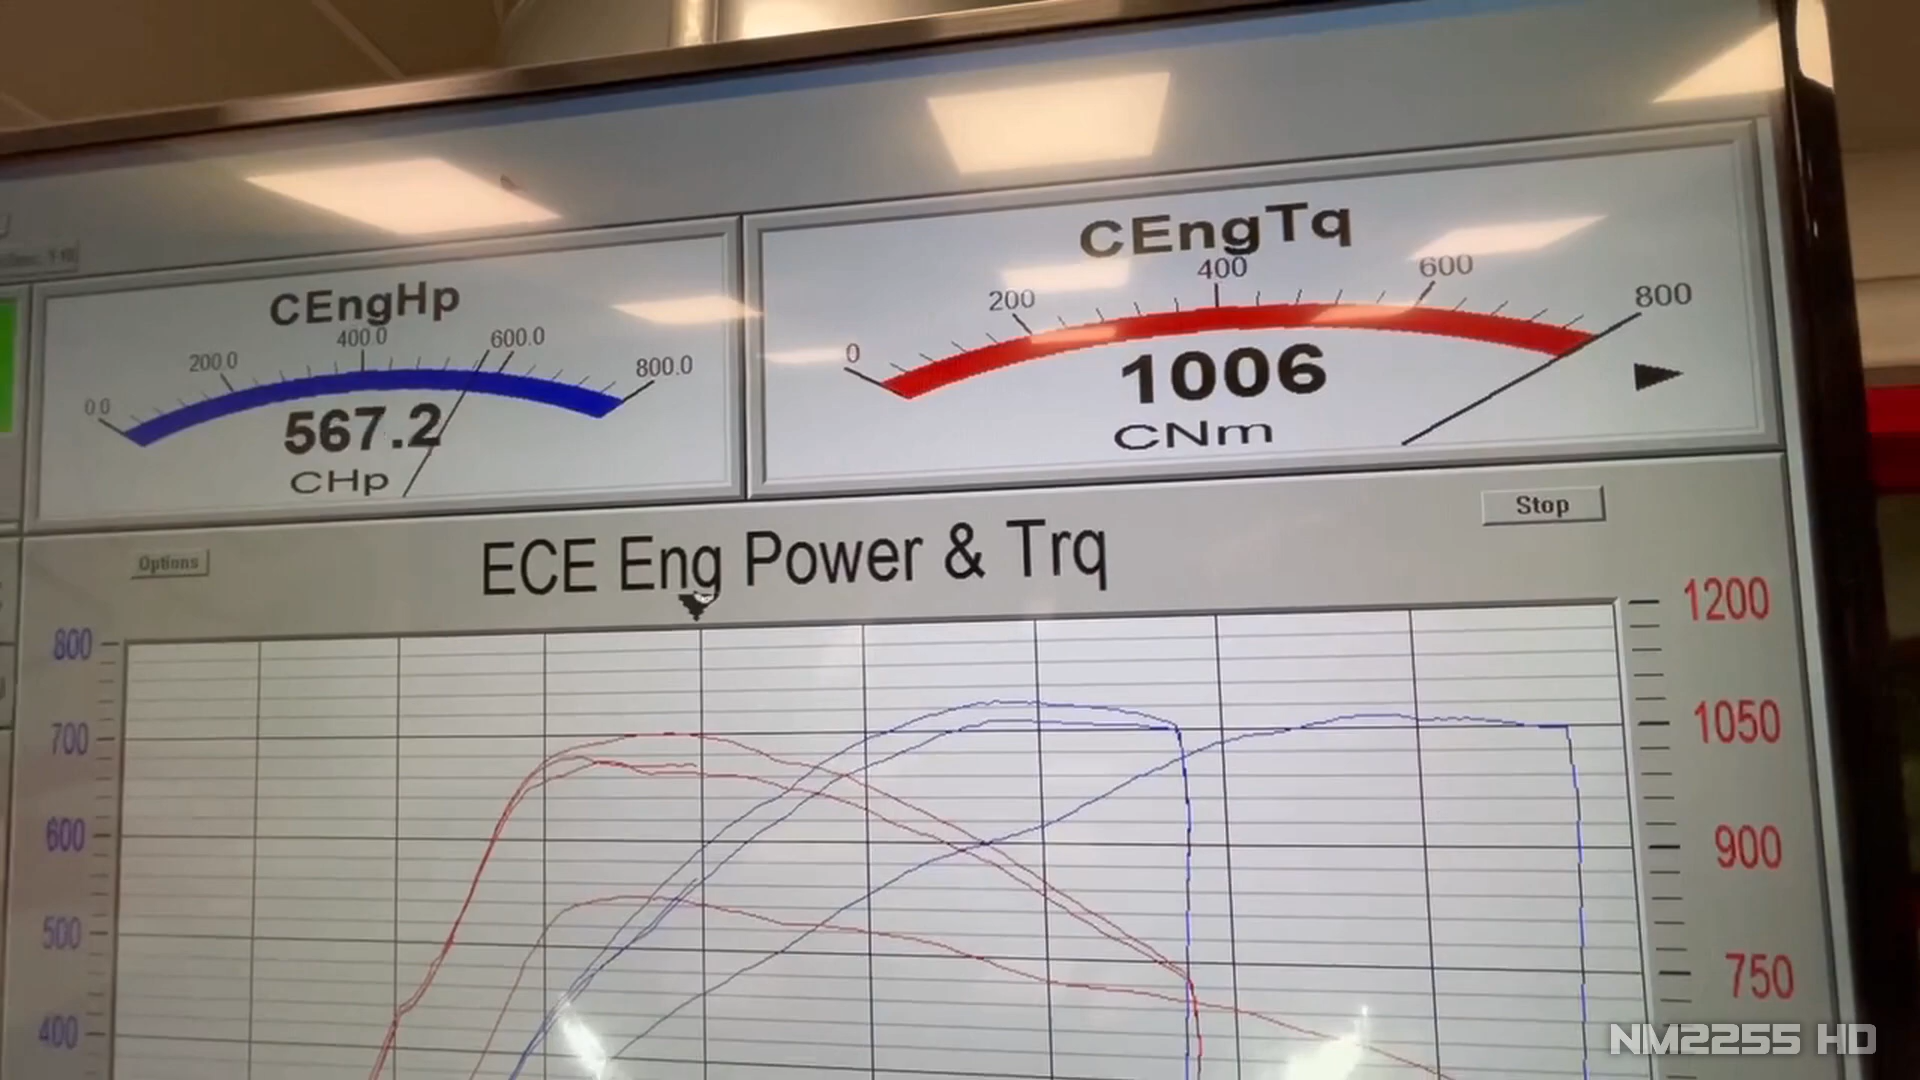 CEngHp
0.0 200.0 400.0 600.0 800.0
567.2
CHp
CEngTq
0 200 400 600 800
1006
CNm
Options
ECE Eng Power & Trq
Stop
800
700
600
500
400
1200
1050
900
750
NM2255 HD